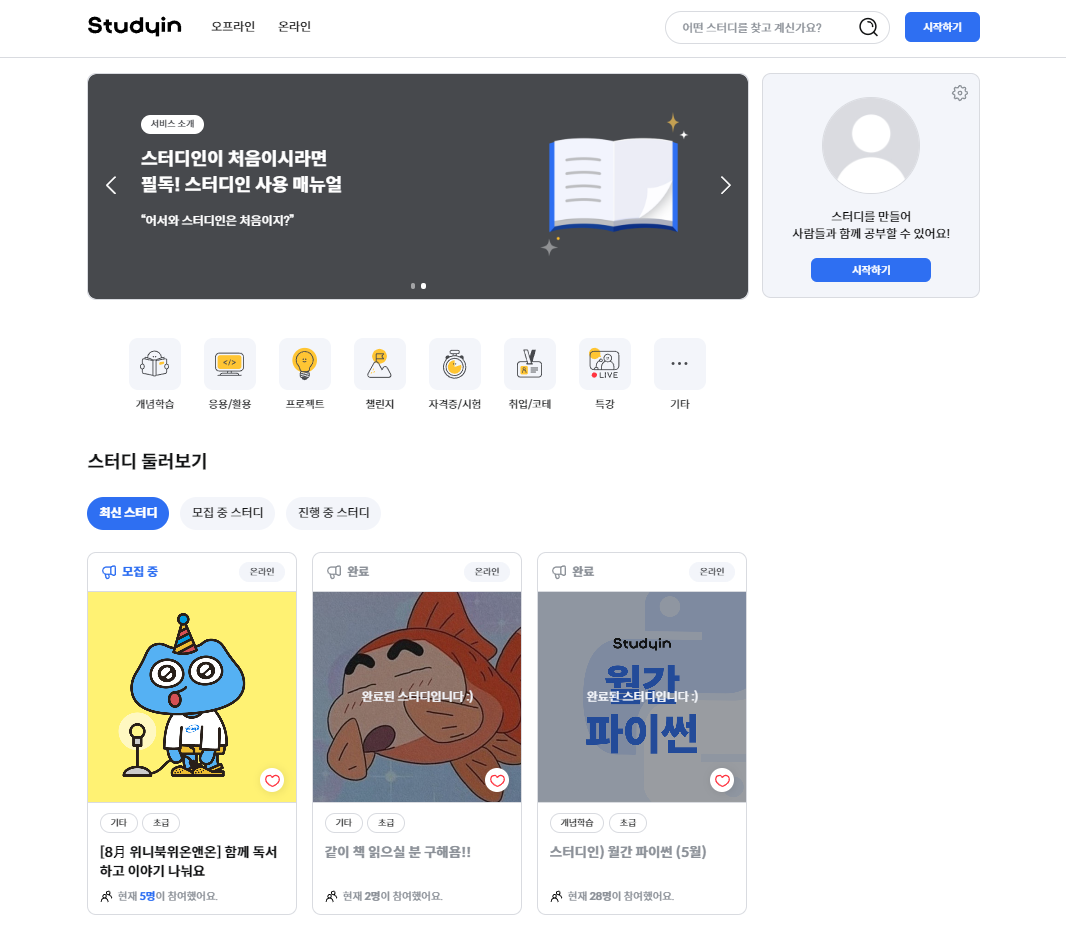 Studyin
오프라인
온라인
어떤 스터디를 찾고 계신가요?
시작하기
서비스 소개
스터디인이 처음이시라면
필독! 스터디인 사용 매뉴얼
"어서와 스터디인은 처음이지?"
스터디를 만들어
사람들과 함께 공부할 수 있어요!
시작하기
</>
A
LIVE
개념학습
응용/활용
프로젝트
챌린지
자격증/시험
취업/코테
특강
기타
스터디 둘러보기
최신 스터디
모집 중 스터디
진행 중 스터디
모집 중
온라인
기타
초급
[8月 위니북위온앤온] 함께 독서
하고 이야기 나눠요
현재 5명이 참여했어요.
완료
온라인
완료된 스터디입니다 :)
기타
초급
같이 책 읽으실 분 구해욤!!
현재 2명이 참여했어요.
완료
온라인
Studyin
월간
완료된 스터디입니다 :)
파이썬
개념학습
초급
스터디인) 월간 파이썬 (5월)
현재 28명이 참여했어요.